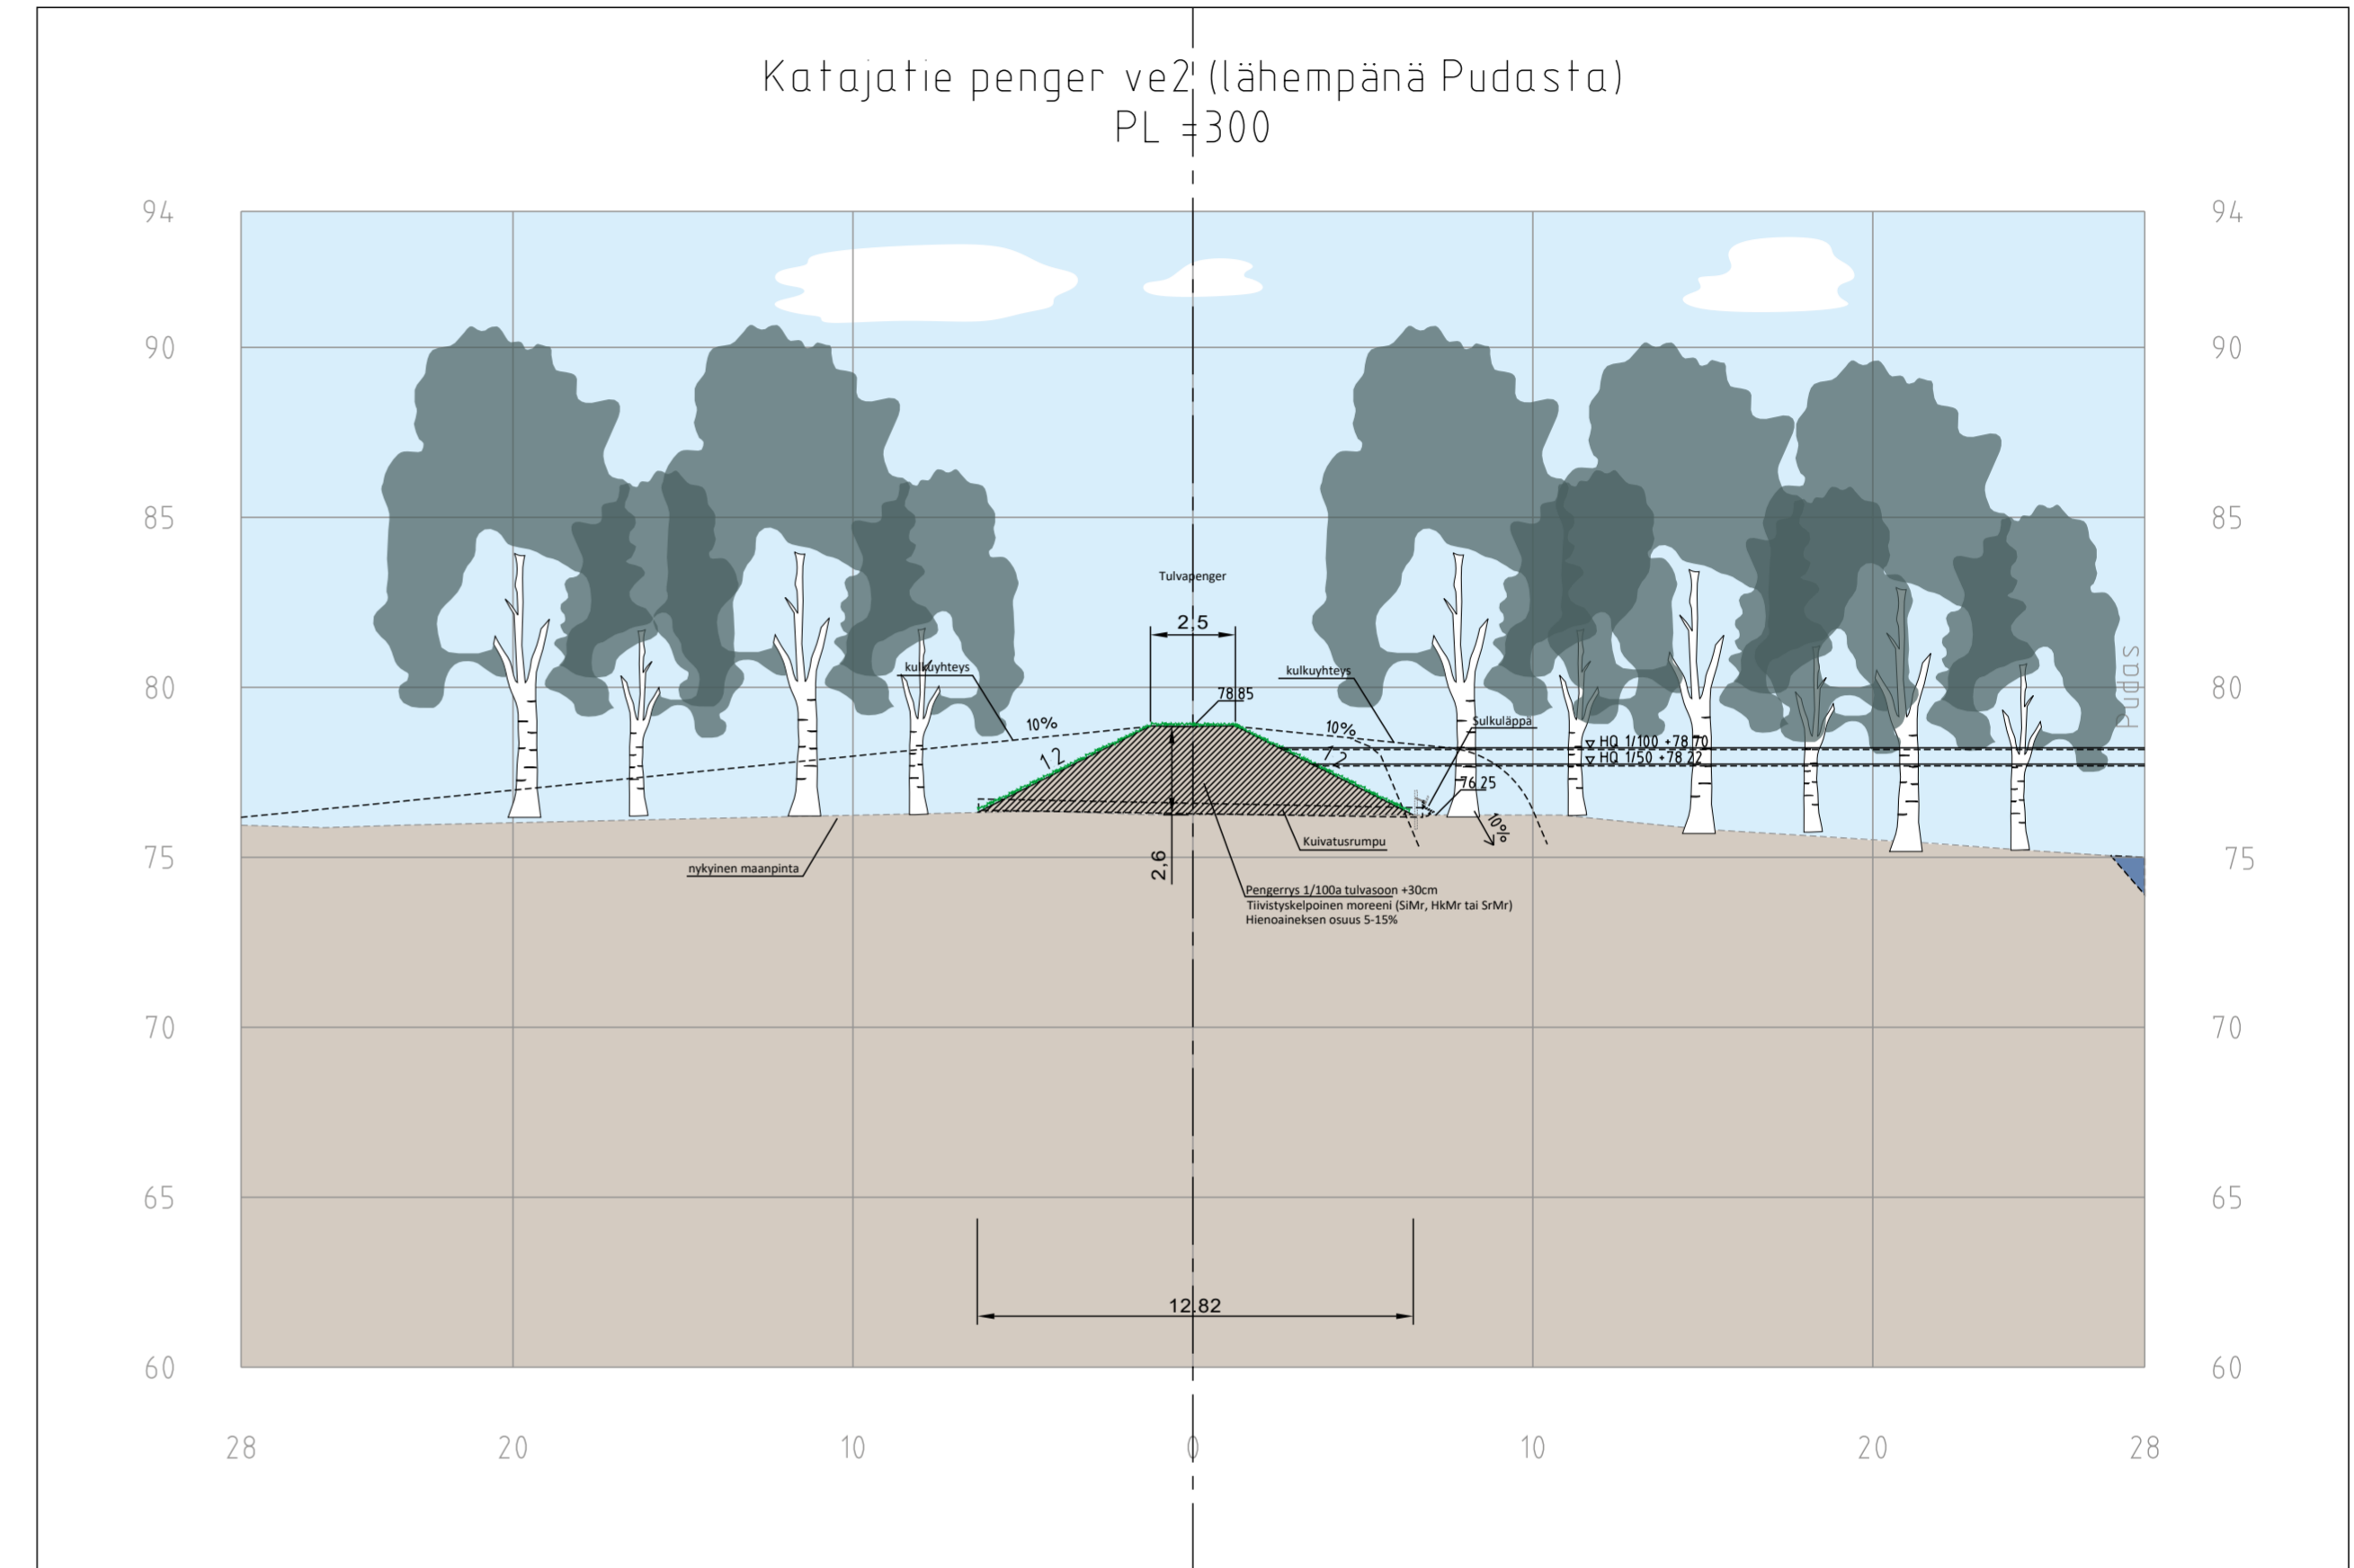 Katajatie penger ve2 (lähempänä Pudasta)
PL =300
94 94
90 90
85 85
Tulvapenger
2,5
kulkuyhteys kulkuyhteys
80 80
Pudas
78.85
10% 10%
Sulkuläppä
HQ 1/100 +78.70
HQ 1/50 +78.22
1:2 1:2
76.25
10%
Kuivatusrumpu
75 75
2,6
nykyinen maanpinta
Pengerrys 1/100a tulvasoon +30cm
Tiivistyskelpoinen moreeni (SiMr, HkMr tai SrMr)
Hienoaineksen osuus 5-15%
70 70
65 65
12.82
60 60
28 20 10 0 10 20 28